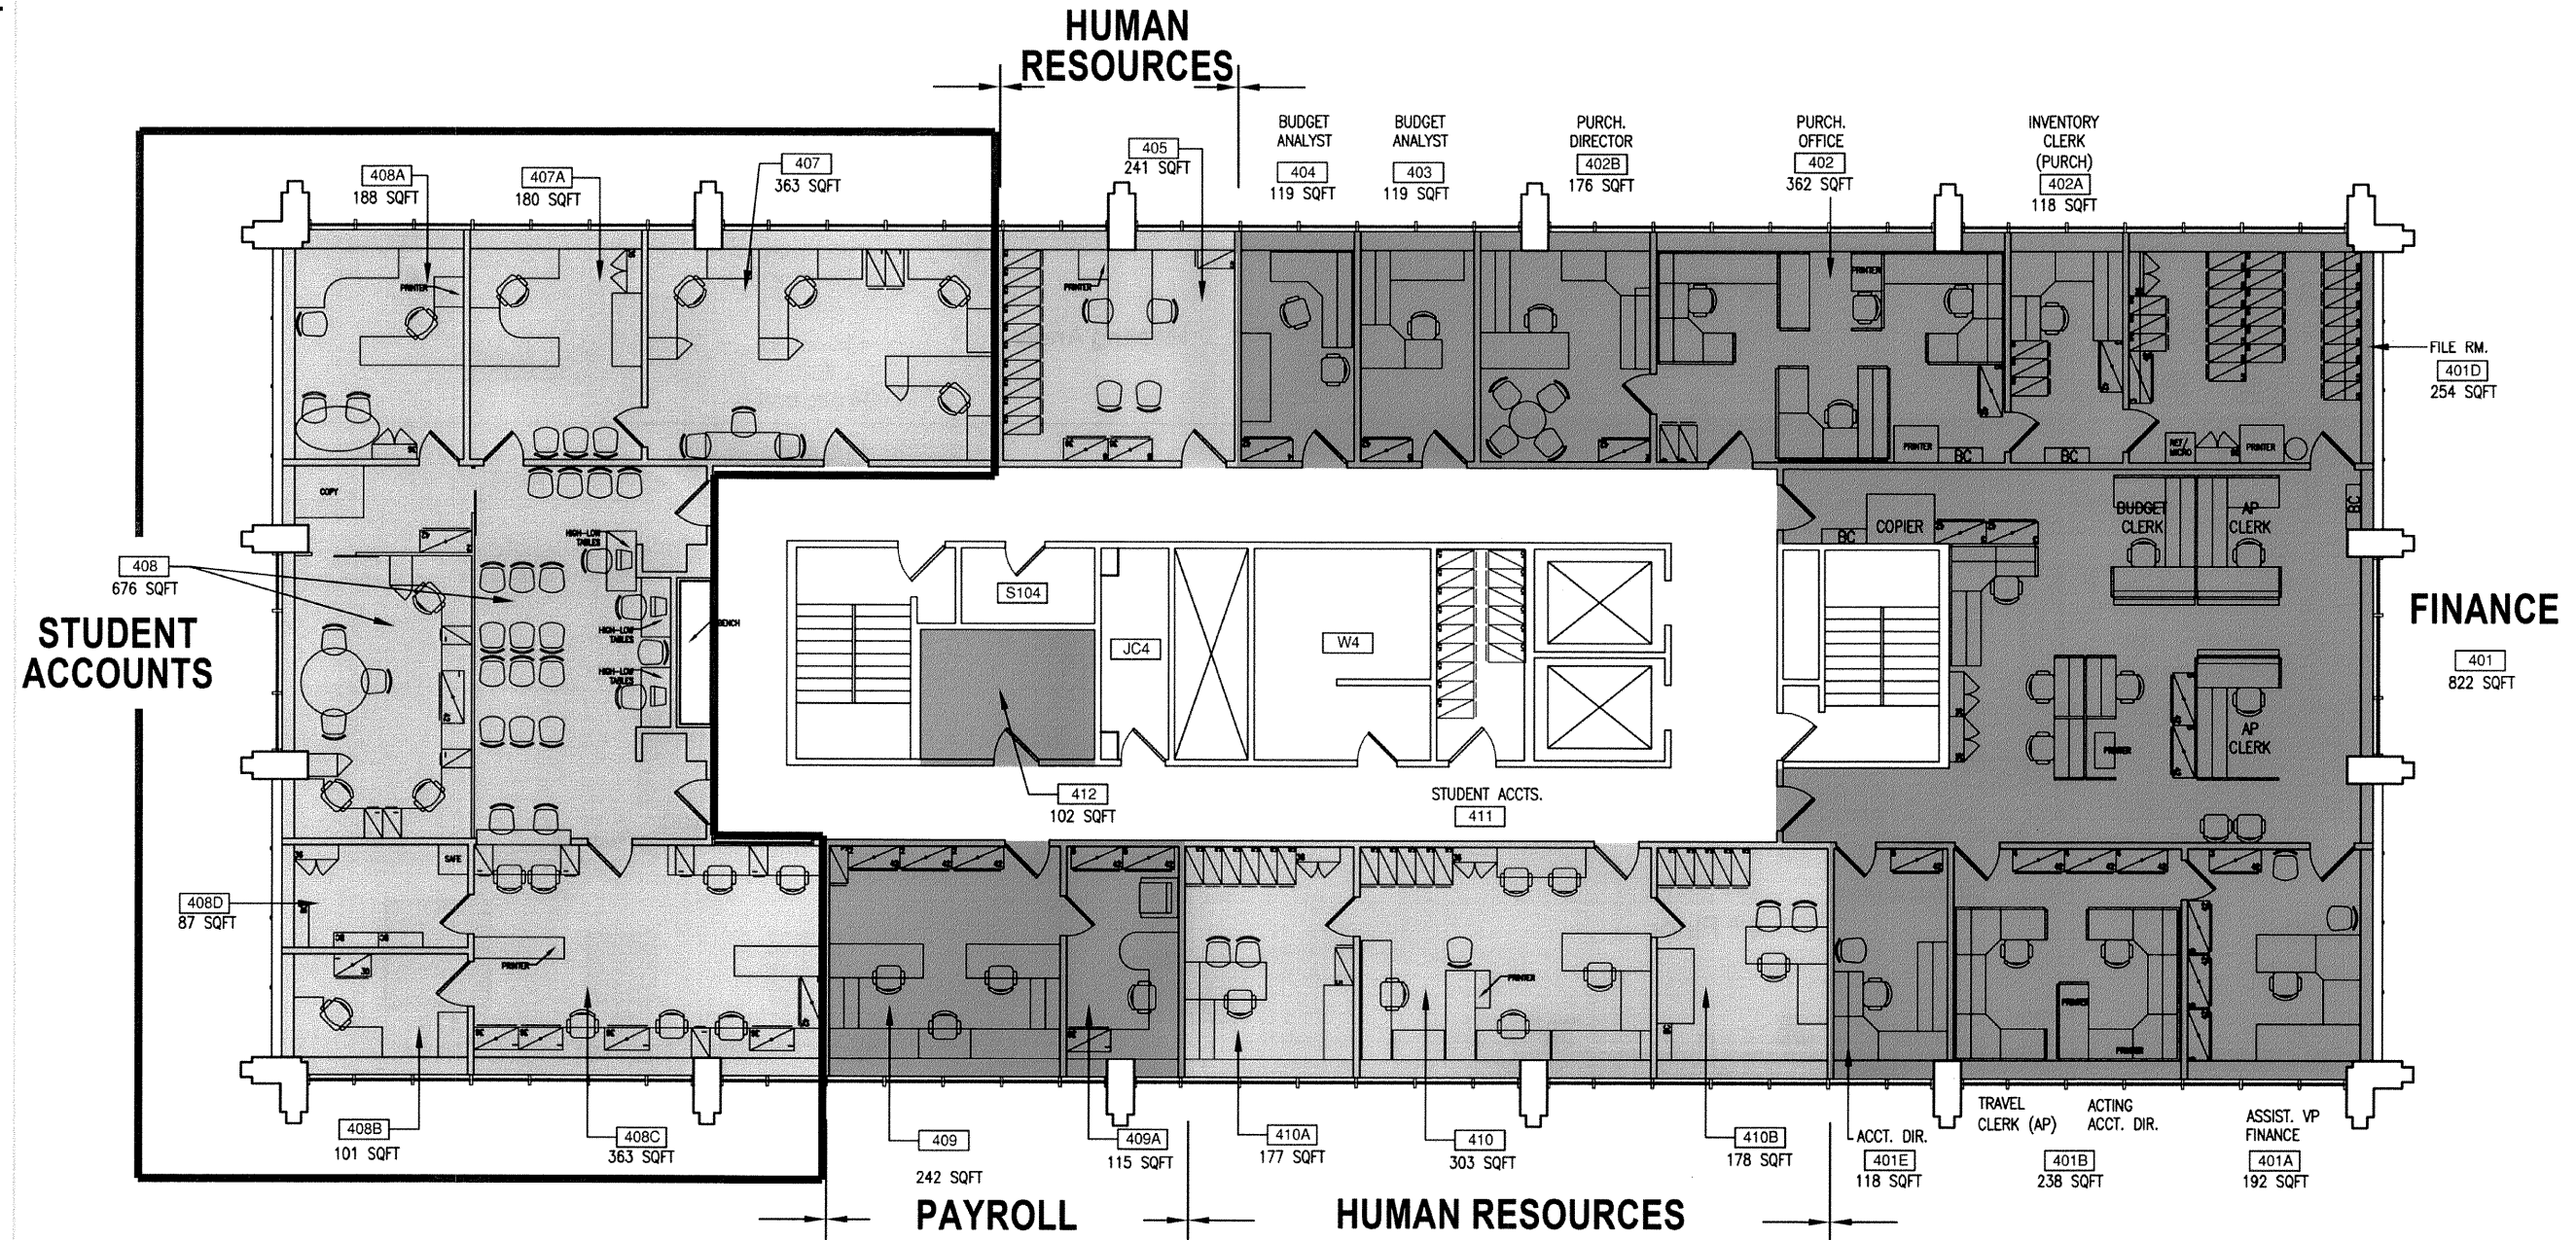 HUMAN
RESOURCES
BUDGET
ANALYST
404
119 SQFT
BUDGET
ANALYST
403
119 SQFT
PURCH.
DIRECTOR
402B
176 SQFT
PURCH.
OFFICE
402
362 SQFT
INVENTORY
CLERK
(PURCH)
402A
118 SQFT
405
241 SQFT
407
363 SQFT
407A
180 SQFT
408A
188 SQFT
PRINTER
PRINTER
PRINTER
FILE RM.
401D
254 SQFT
PRINTER
BC
BC
REF/
MICRO
PRINTER
COPY
HIGH-LOW
TABLES
HIGH-LOW
TABLES
HIGH-LOW
TABLES
BENCH
408
676 SQFT
STUDENT
ACCOUNTS
S104
JC4
W4
412
102 SQFT
STUDENT ACCTS.
411
BC
COPIER
BUDGET
CLERK
AP
CLERK
BC
AP
CLERK
PRINTER
FINANCE
401
822 SQFT
SAFE
408D
87 SQFT
PRINTER
PRINTER
PRINTER
PRINTER
408B
101 SQFT
408C
363 SQFT
409
242 SQFT
409A
115 SQFT
410A
177 SQFT
410
303 SQFT
410B
178 SQFT
ACCT. DIR.
401E
118 SQFT
TRAVEL
CLERK (AP)
ACTING
ACCT. DIR.
401B
238 SQFT
ASSIST. VP
FINANCE
401A
192 SQFT
PAYROLL
HUMAN RESOURCES